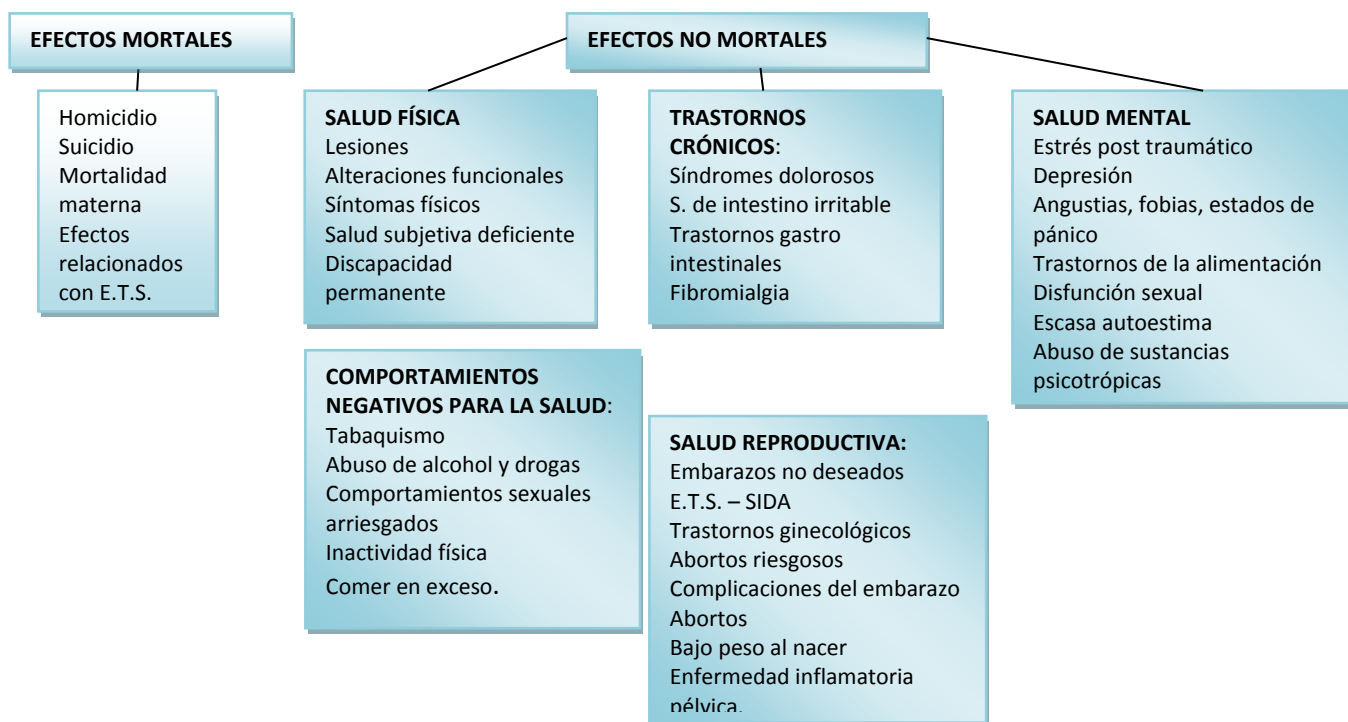 EFECTOS MORTALES
EFECTOS NO MORTALES
Homicidio
Suicidio
Mortalidad
materna
Efectos
relacionados
con E.T.S.
SALUD FÍSICA
Lesiones
Alteraciones funcionales
Síntomas físicos
Salud subjetiva deficiente
Discapacidad
permanente
TRASTORNOS
CRÓNICOS:
Síndromes dolorosos
S. de intestino irritable
Trastornos gastro
intestinales
Fibromialgia
SALUD MENTAL
Estrés post traumático
Depresión
Angustias, fobias, estados de
pánico
Trastornos de la alimentación
Disfunción sexual
Escasa autoestima
Abuso de sustancias
psicotrópicas
COMPORTAMIENTOS
NEGATIVOS PARA LA SALUD:
Tabaquismo
Abuso de alcohol y drogas
Comportamientos sexuales
arriesgados
Inactividad física
Comer en exceso.
SALUD REPRODUCTIVA:
Embarazos no deseados
E.T.S. – SIDA
Trastornos ginecológicos
Abortos riesgosos
Complicaciones del embarazo
Abortos
Bajo peso al nacer
Enfermedad inflamatoria
pélvica.